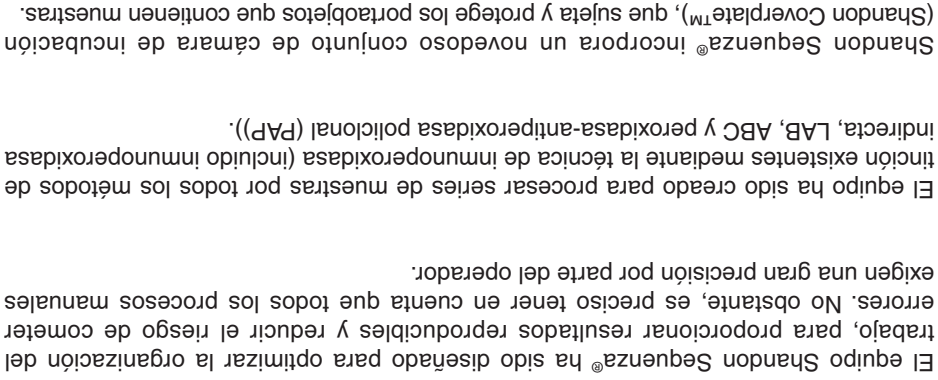 El equipo Shandon Sequenza® ha sido diseñado para optimizar la organización del
trabajo, para proporcionar resultados reproducibles y reducir el riesgo de cometer
errores. No obstante, es preciso tener en cuenta que todos los procesos manuales
exigen una gran precisión por parte del operador.
El equipo ha sido creado para procesar series de muestras por todos los métodos de
tinción existentes mediante la técnica de inmunoperoxidasa (incluido inmunoperoxidasa
indirecta, LAB, ABC y peroxidasa-antiperoxidasa policlonal (PAP)).
Shandon Sequenza® incorpora un novedoso conjunto de cámara de incubación
(Shandon Coverplate™), que sujeta y protege los portaobjetos que contienen muestras.